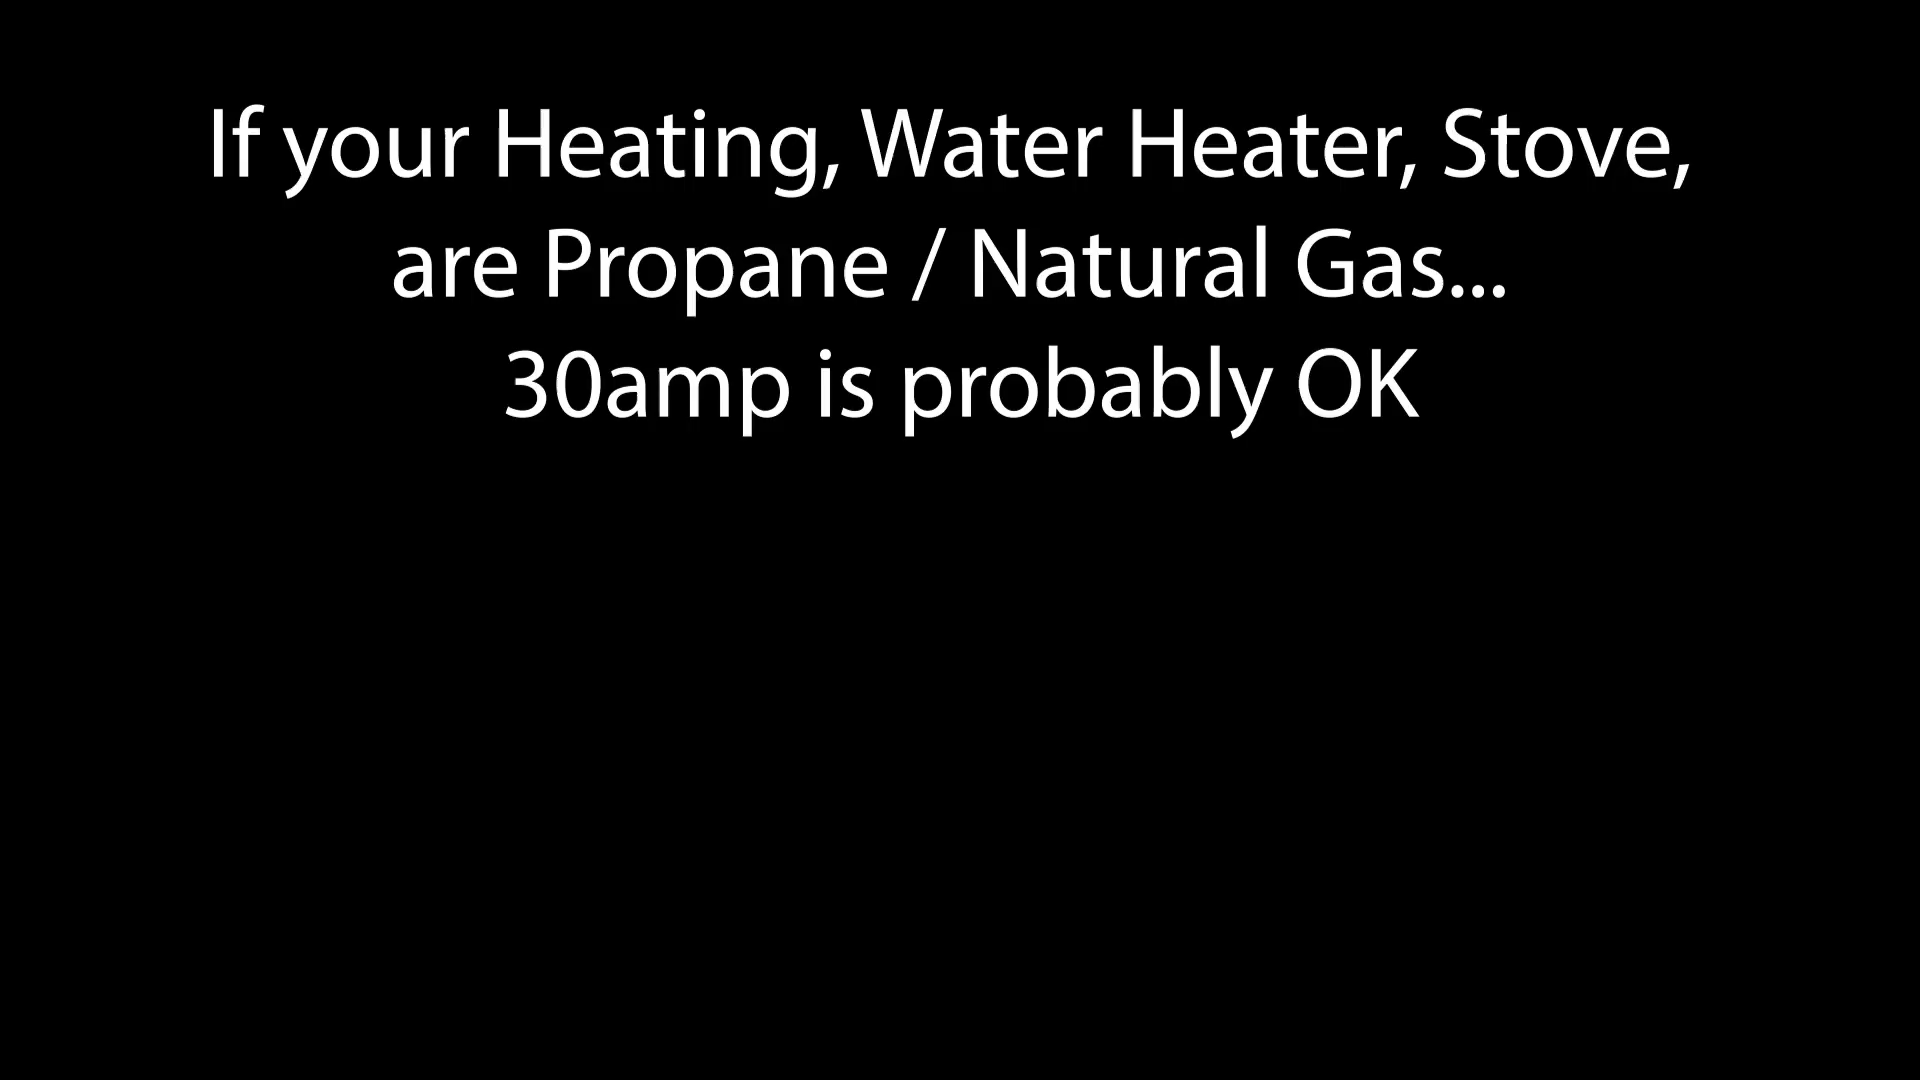 If your Heating, Water Heater, Stove,
are Propane / Natural Gas...
30amp is probably OK